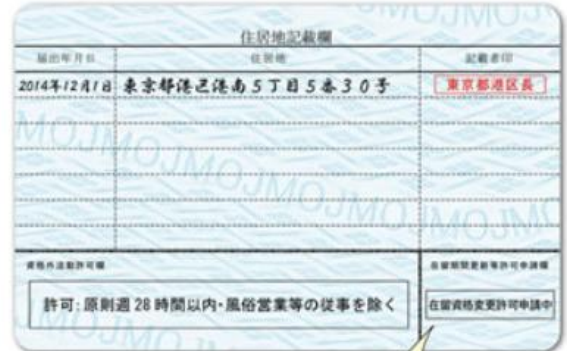 住居地記載欄
届出年月日 住居地 記載者印
2014年12月1日 東京都港区港南5丁目5番30号 東京都港区長
資格外活動許可欄 在留期間更新等許可申請欄
許可:原則週28時間以内・風俗営業等の従事を除く 在留資格変更許可申請中
MOJMOJMOJMOJMOJMOJ